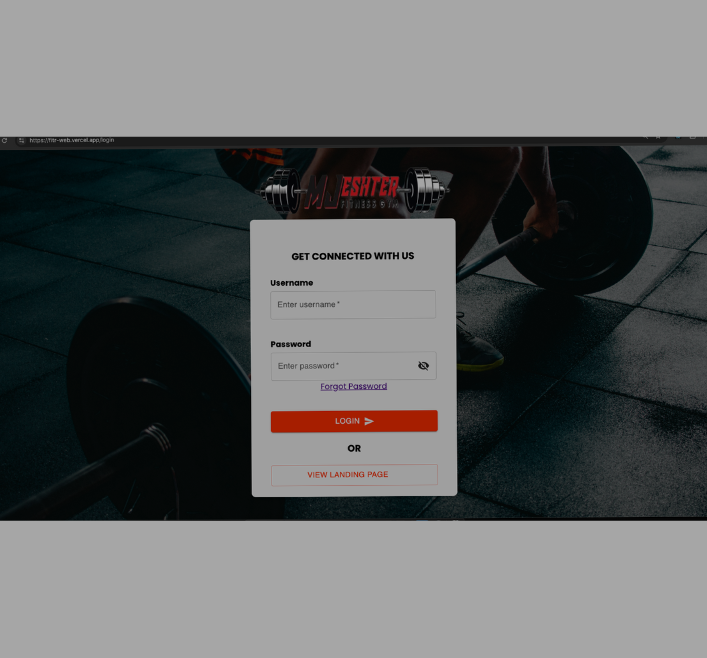 https://fitr-web.vercel.app/login
MJ ESHTER
FITNESS GYM
GET CONNECTED WITH US
Username
Enter username *
Password
Enter password *
Forgot Password
LOGIN
OR
VIEW LANDING PAGE